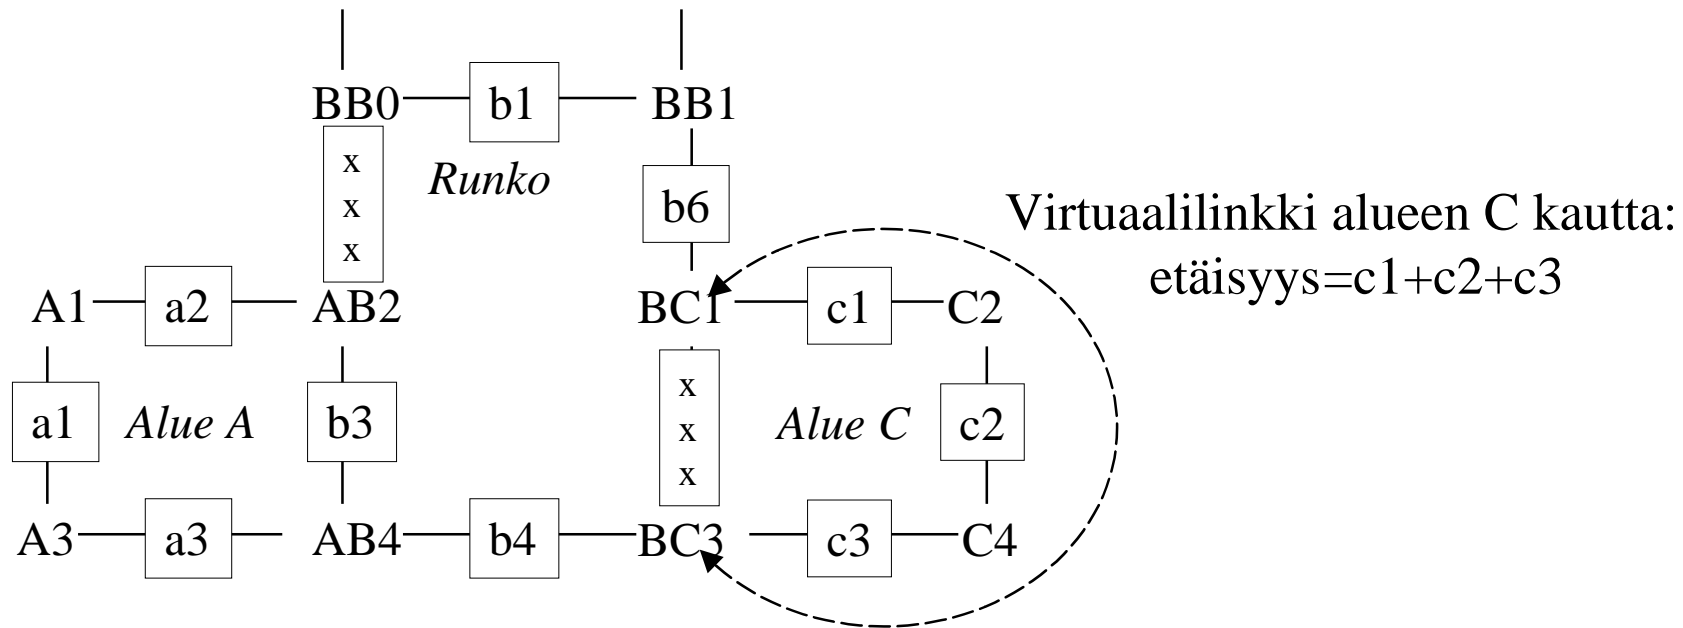 BB0 b1 BB1
x
x
x
Runko
b6
Virtuaalilinkki alueen C kautta:
etäisyys=c1+c2+c3
A1 a2 AB2 BC1 c1 C2
a1 Alue A b3
x
x
x
Alue C c2
A3 a3 AB4 b4 BC3 c3 C4